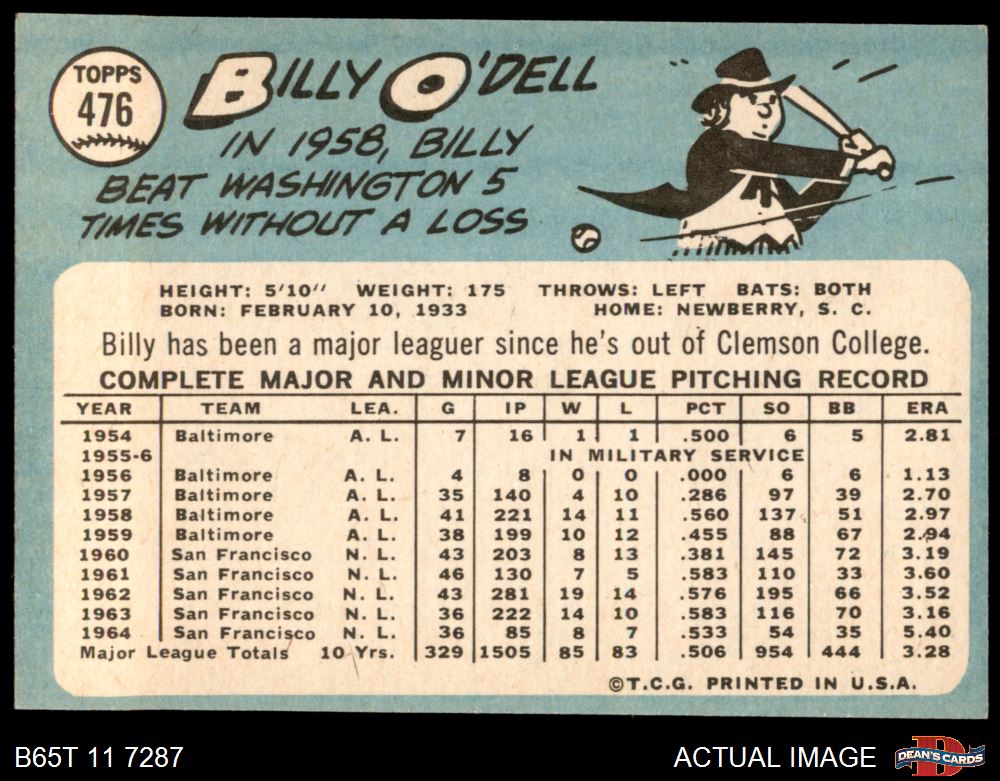 TOPPS
476
BILLY O'DELL
IN 1958, BILLY
BEAT WASHINGTON 5
TIMES WITHOUT A LOSS
HEIGHT: 5'10" WEIGHT: 175 THROWS: LEFT BATS: BOTH
BORN: FEBRUARY 10, 1933 HOME: NEWBERRY, S. C.
Billy has been a major leaguer since he's out of Clemson College.
COMPLETE MAJOR AND MINOR LEAGUE PITCHING RECORD
YEAR TEAM LEA. G IP W L PCT SO BB ERA
1954 Baltimore A. L. 7 16 1 1 .500 6 5 2.81
1955-6 IN MILITARY SERVICE
1956 Baltimore A. L. 4 8 0 0 .000 6 6 1.13
1957 Baltimore A. L. 35 140 4 10 .286 97 39 2.70
1958 Baltimore A. L. 41 221 14 11 .560 137 51 2.97
1959 Baltimore A. L. 38 199 10 12 .455 88 67 2.94
1960 San Francisco N. L. 43 203 8 13 .381 145 72 3.19
1961 San Francisco N. L. 46 130 7 5 .583 110 33 3.60
1962 San Francisco N. L. 43 281 19 14 .576 195 66 3.52
1963 San Francisco N. L. 36 222 14 10 .583 116 70 3.16
1964 San Francisco N. L. 36 85 8 7 .533 54 35 5.40
Major League Totals 10 Yrs. 329 1505 85 83 .506 954 444 3.28
©T.C.G. PRINTED IN U.S.A.
B65T 11 7287 ACTUAL IMAGE DEAN'S CARDS